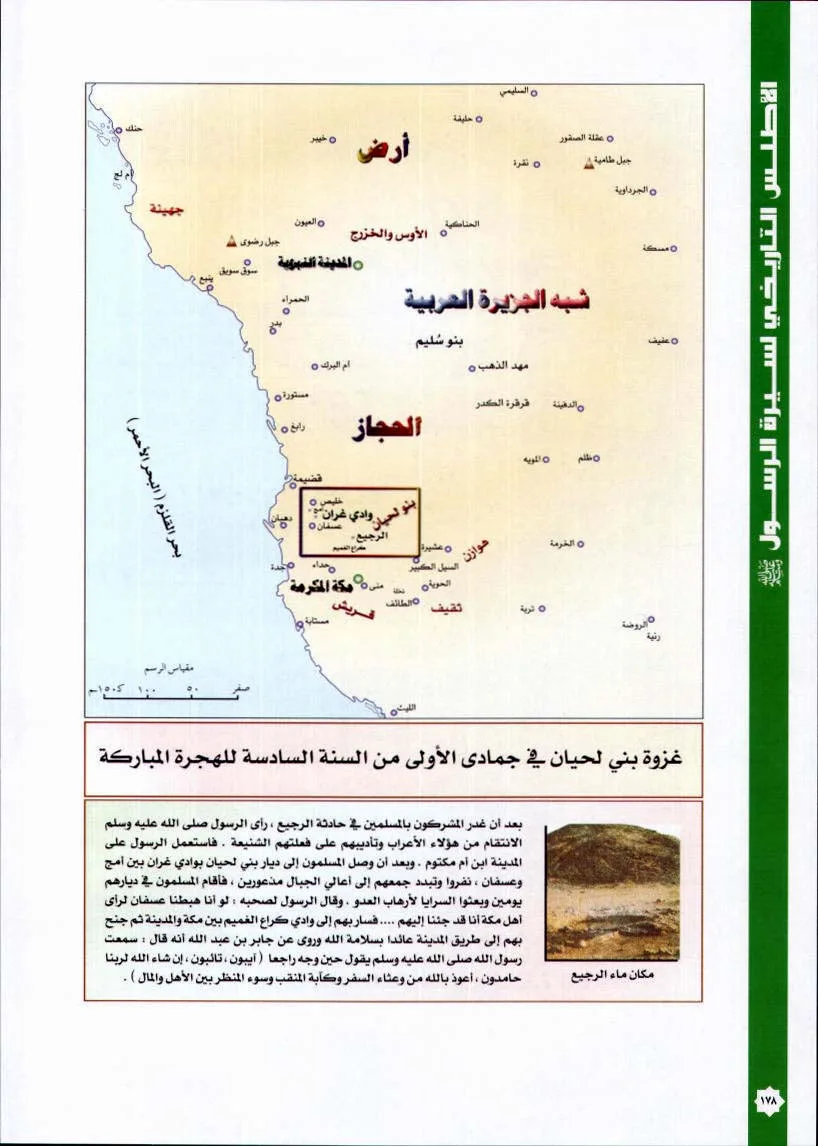 الأطلس التاريخي لسيرة الرسول ﷺ
السليمي
حليفة
حنك
خيبر
أرض
عقلة الصقور
جبل طامية
نقرة
أم لج
الجرداوية
جهينة
العيون
الأوس والخزرج
الحناكية
جبل رضوى
مسكة
سوق سويق
المدينة النبوية
ينبع
شبه الجزيرة العربية
الحمراء
بدر
بنو سُليم
عفيف
أم البرك
مهد الذهب
مستورة
قرقرة الكدر
الدفينة
رابغ
الحجاز
بحر القلزم ( البحر الأحمر )
المويه
ظلم
قضيمة
خليص
أمج
وادي غران
بنو لحيان
دهبان
عسفان
الرجيع
كراع الغميم
عشيرة
هوازن
الخرمة
جدة
حداء
السيل الكبير
مكة المكرمة
منى
نخلة
الحوية
الطائف
ثقيف
قريش
تربة
مستابة
الروضة
رنية
مقياس الرسم
صفر ٥٠ ١٠٠ ١٥٠كم
الليث
غزوة بني لحيان في جمادى الأولى من السنة السادسة للهجرة المباركة
بعد أن غدر المشركون بالمسلمين في حادثة الرجيع ، رأى الرسول صلى الله عليه وسلم
الانتقام من هؤلاء الأعراب وتأديبهم على فعلتهم الشنيعة . فاستعمل الرسول على
المدينة ابن أم مكتوم . وبعد أن وصل المسلمون إلى ديار بني لحيان بوادي غران بين أمج
وعسفان ، نفروا وتبدد جمعهم إلى أعالي الجبال مذعورين ، فأقام المسلمون في ديارهم
يومين وبعثوا السرايا لأرهاب العدو . وقال الرسول لصحبه : لو أنا هبطنا عسفان لرأى
أهل مكة أنا قد جئنا إليهم .... فسار بهم إلى وادي كراع الغميم بين مكة والمدينة ثم جنح
بهم إلى طريق المدينة عائدا بسلامة الله وروى عن جابر بن عبد الله أنه قال : سمعت
رسول الله صلى الله عليه وسلم يقول حين وجه راجعا ( آيبون ، تائبون ، إن شاء الله لربنا
حامدون ، أعوذ بالله من وعثاء السفر وكآبة المنقب وسوء المنظر بين الأهل والمال ) .
مكان ماء الرجيع
١٧٨